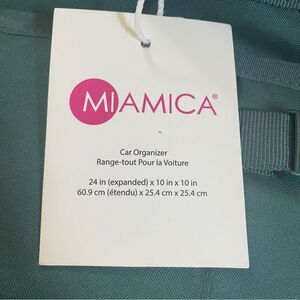 MIAMICA®
Car Organizer
Range-tout Pour la Voiture
24 in (expanded) x 10 in x 10 in
60.9 cm (étendu) x 25.4 cm x 25.4 cm